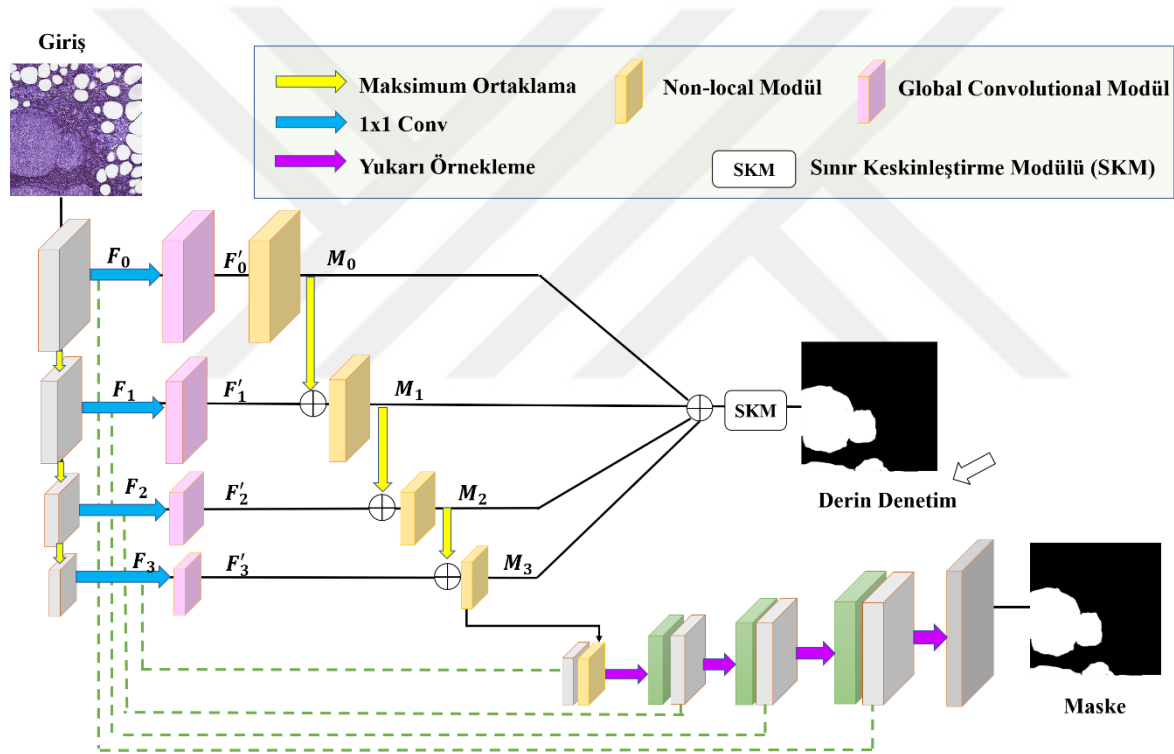 Giriş
Maksimum Ortaklama
Non-local Modül
Global Convolutional Modül
1x1 Conv
Yukarı Örnekleme
SKM
Sınır Keskinleştirme Modülü (SKM)
F₀
F′₀
M₀
F₁
F′₁
M₁
SKM
F₂
F′₂
M₂
Derin Denetim
F₃
F′₃
M₃
Maske